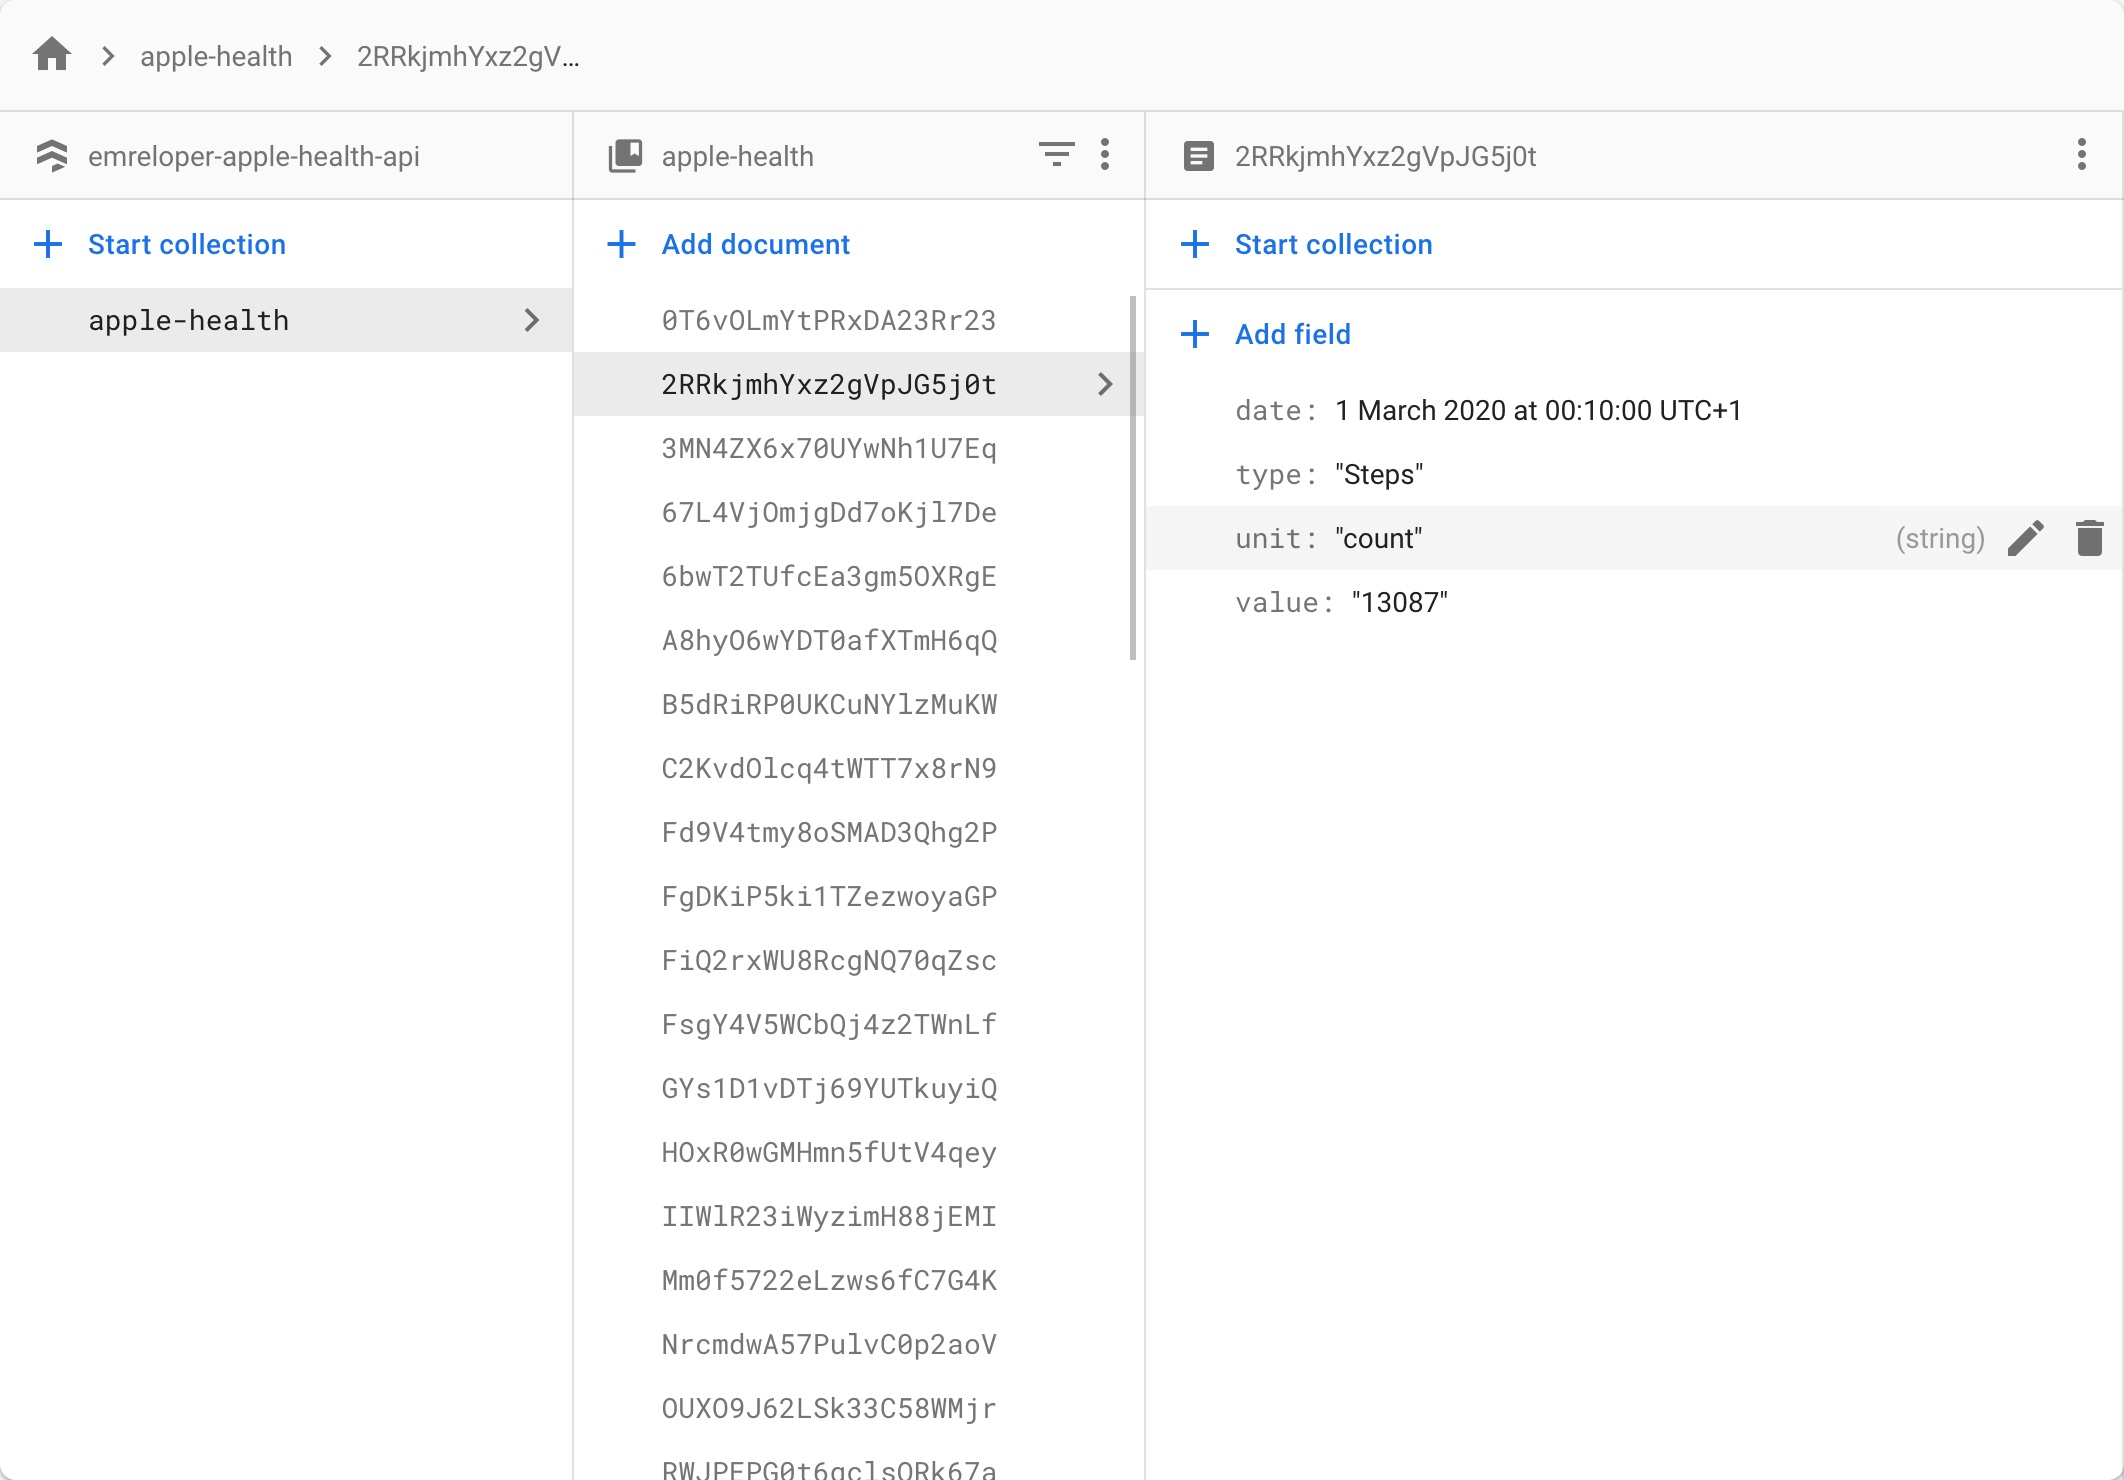 apple-health 2RRkjmhYxz2gV...
emreloper-apple-health-api
Start collection
apple-health
apple-health
Add document
0T6vOLmYtPRxDA23Rr23
2RRkjmhYxz2gVpJG5j0t
3MN4ZX6x70UYwNh1U7Eq
67L4VjOmjgDd7oKjl7De
6bwT2TUfcEa3gm5OXRgE
A8hyO6wYDT0afXTmH6qQ
B5dRiRP0UKCuNYlzMuKW
C2KvdOlcq4tWTT7x8rN9
Fd9V4tmy8oSMAD3Qhg2P
FgDKiP5ki1TZezwoyaGP
FiQ2rxWU8RcgNQ70qZsc
FsgY4V5WCbQj4z2TWnLf
GYs1D1vDTj69YUTkuyiQ
HOxR0wGMHmn5fUtV4qey
IIWlR23iWyzimH88jEMI
Mm0f5722eLzws6fC7G4K
NrcmdwA57PulvC0p2aoV
OUXO9J62LSk33C58WMjr
2RRkjmhYxz2gVpJG5j0t
Start collection
Add field
date: 1 March 2020 at 00:10:00 UTC+1
type: "Steps"
unit: "count" (string)
value: "13087"